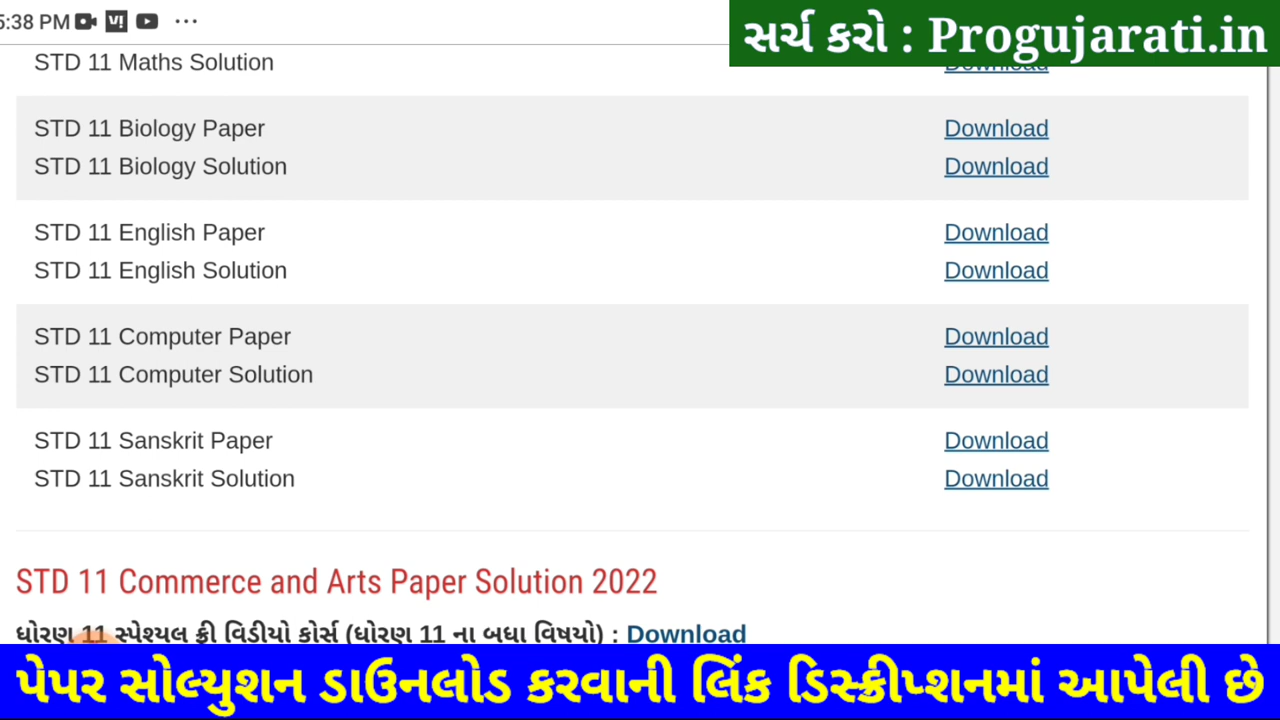 5:38 PM
સર્ચ કરો : Progujarati.in
STD 11 Maths Solution Download
STD 11 Biology Paper Download
STD 11 Biology Solution Download
STD 11 English Paper Download
STD 11 English Solution Download
STD 11 Computer Paper Download
STD 11 Computer Solution Download
STD 11 Sanskrit Paper Download
STD 11 Sanskrit Solution Download
STD 11 Commerce and Arts Paper Solution 2022
ધોરણ 11 સ્પેશ્યલ ફ્રી વિડીયો કોર્સ (ધોરણ 11 ના બધા વિષયો) : Download
પેપર સોલ્યુશન ડાઉનલોડ કરવાની લિંક ડિસ્ક્રીપ્શનમાં આપેલી છે